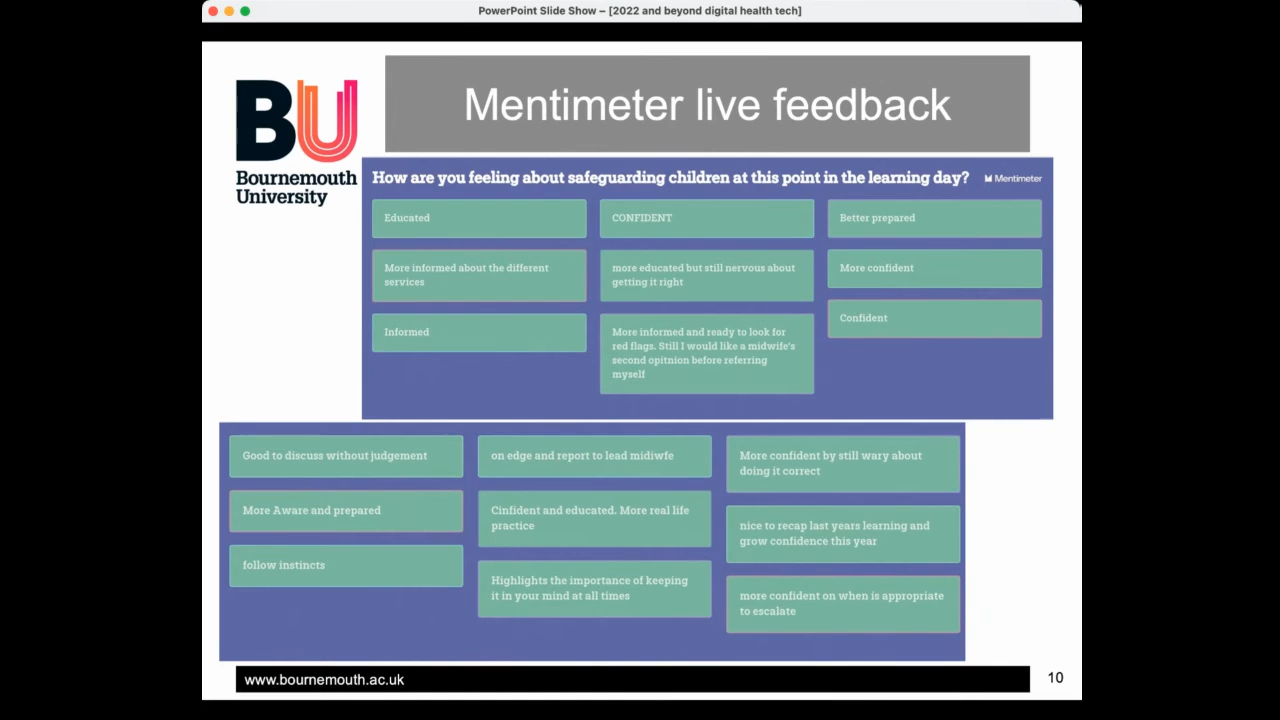 PowerPoint Slide Show – [2022 and beyond digital health tech]
BU
Bournemouth
University
Mentimeter live feedback
How are you feeling about safeguarding children at this point in the learning day?
Mentimeter
Educated
More informed about the different
services
Informed
CONFIDENT
more educated but still nervous about
getting it right
More informed and ready to look for
red flags. Still I would like a midwife's
second opitnion before referring
myself
Better prepared
More confident
Confident
Good to discuss without judgement
More Aware and prepared
follow instincts
on edge and report to lead midiwfe
Cinfident and educated. More real life
practice
Highlights the importance of keeping
it in your mind at all times
More confident by still wary about
doing it correct
nice to recap last years learning and
grow confidence this year
more confident on when is appropriate
to escalate
www.bournemouth.ac.uk
10